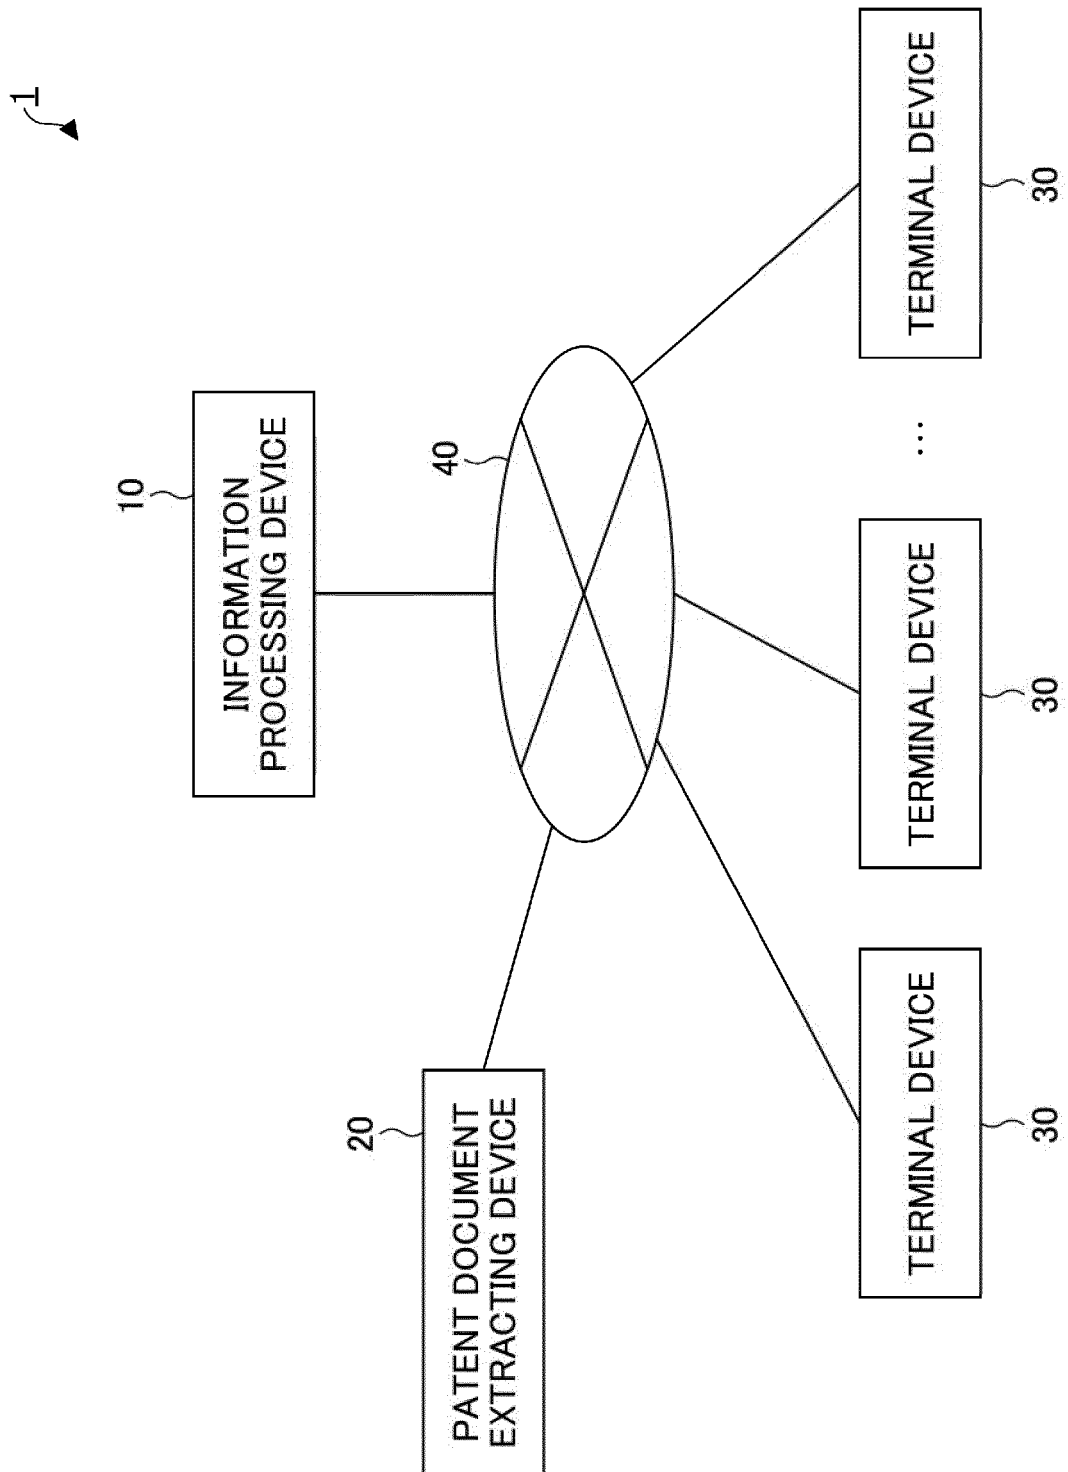 1
10
INFORMATION
PROCESSING DEVICE
20
PATENT DOCUMENT
EXTRACTING DEVICE
40
TERMINAL DEVICE
30
TERMINAL DEVICE
30
...
TERMINAL DEVICE
30